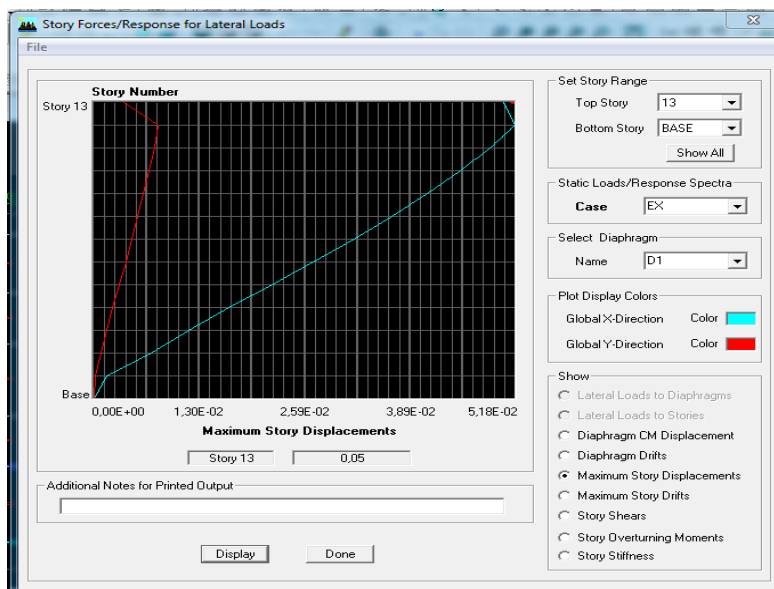 Story Forces/Response for Lateral Loads
File
Story Number
Story 13
Base
0,00E+00 1,30E-02 2,59E-02 3,89E-02 5,18E-02
Maximum Story Displacements
Story 13 0,05
Additional Notes for Printed Output
Display Done
Set Story Range
Top Story 13
Bottom Story BASE
Show All
Static Loads/Response Spectra
Case EX
Select Diaphragm
Name D1
Plot Display Colors
Global X-Direction Color
Global Y-Direction Color
Show
Lateral Loads to Diaphragms
Lateral Loads to Stories
Diaphragm CM Displacement
Diaphragm Drifts
Maximum Story Displacements
Maximum Story Drifts
Story Shears
Story Overturning Moments
Story Stiffness